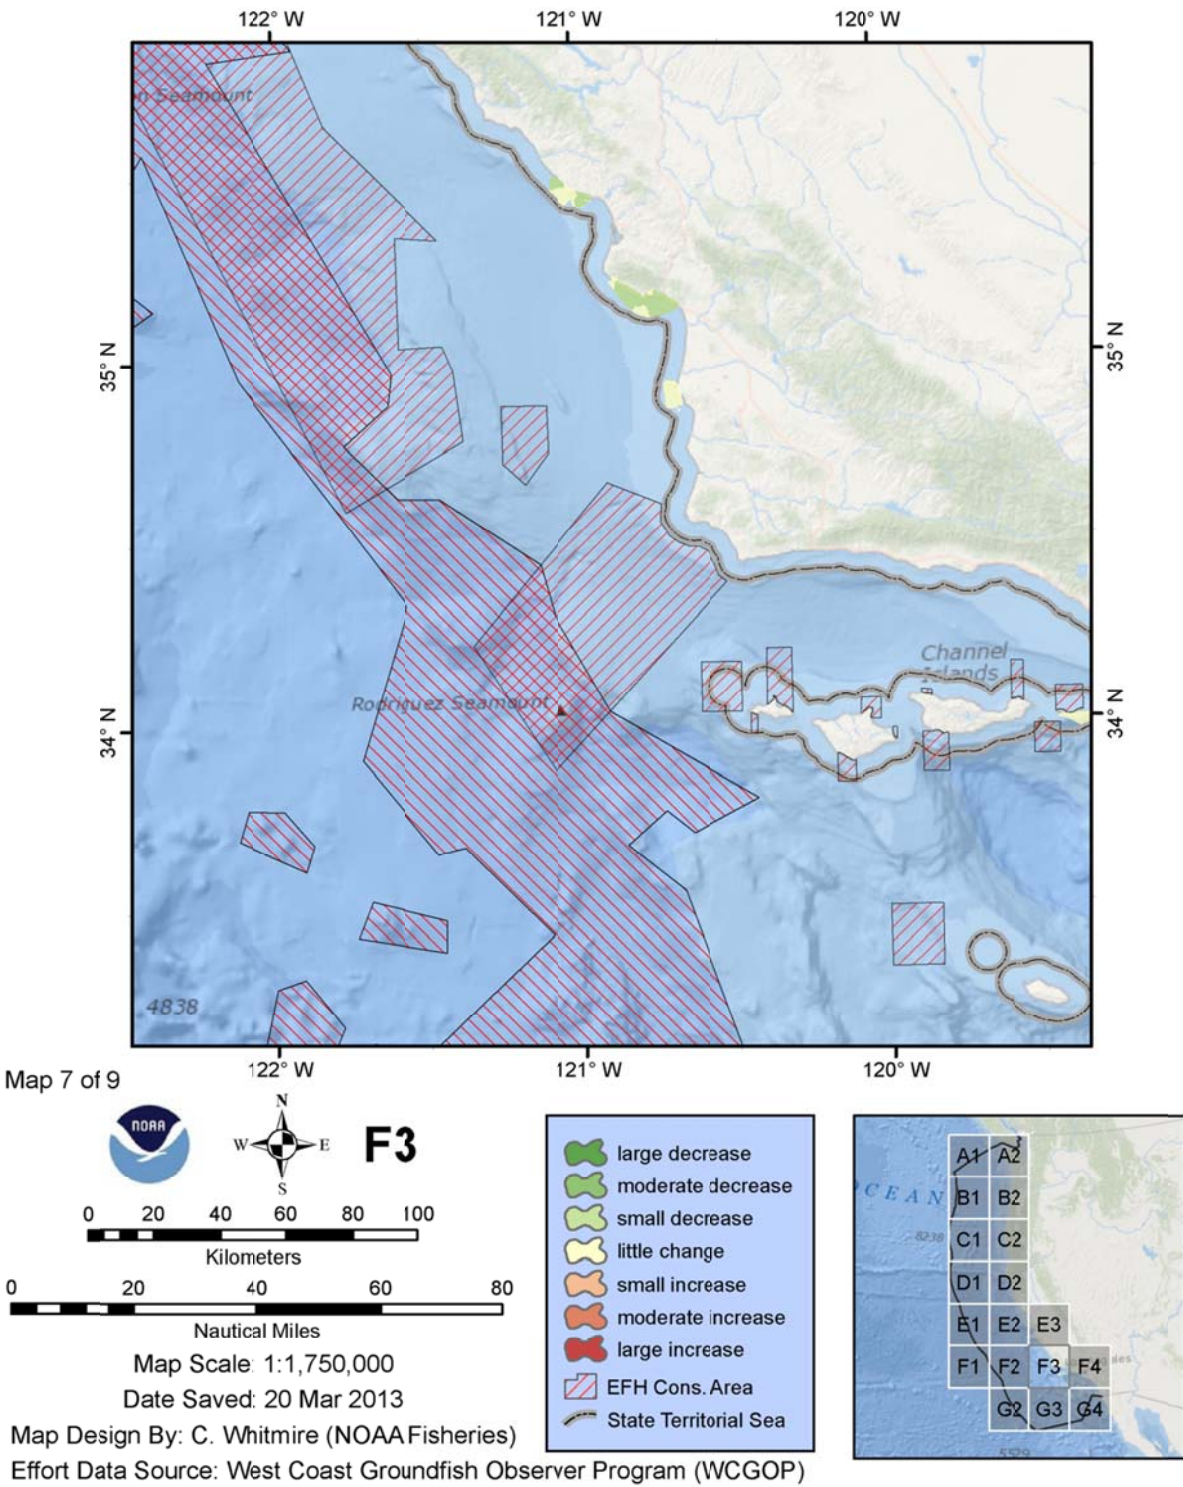 122° W 121° W 120° W
n Seamount
35° N
35° N
Channel
Islands
Rodriguez Seamount
34° N
34° N
4838
122° W 121° W 120° W
Map 7 of 9
NOAA
N
W E
S
F3
0 20 40 60 80 100
Kilometers
0 20 40 60 80
Nautical Miles
Map Scale: 1:1,750,000
Date Saved: 20 Mar 2013
Map Design By: C. Whitmire (NOAA Fisheries)
Effort Data Source: West Coast Groundfish Observer Program (WCGOP)
large decrease
moderate decrease
small decrease
little change
small increase
moderate increase
large increase
EFH Cons. Area
State Territorial Sea
A1 A2
OCEAN B1 B2
8238 C1 C2
D1 D2
E1 E2 E3
F1 F2 F3 F4
G2 G3 G4
5529